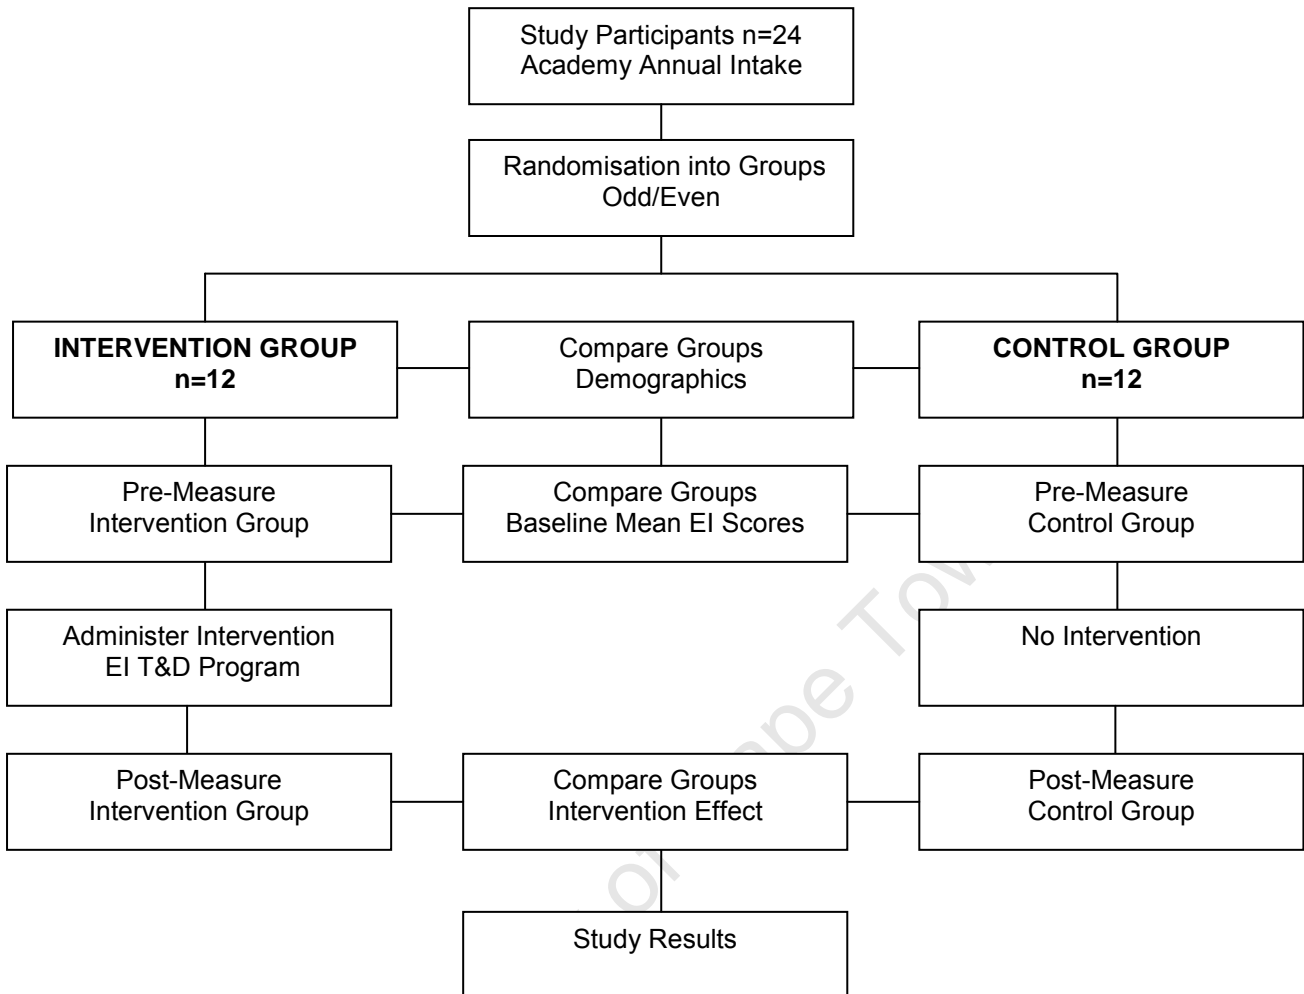 Study Participants n=24
Academy Annual Intake
Randomisation into Groups
Odd/Even
INTERVENTION GROUP
n=12
Compare Groups
Demographics
CONTROL GROUP
n=12
Pre-Measure
Intervention Group
Compare Groups
Baseline Mean EI Scores
Pre-Measure
Control Group
Administer Intervention
EI T&D Program
No Intervention
Post-Measure
Intervention Group
Compare Groups
Intervention Effect
Post-Measure
Control Group
Study Results